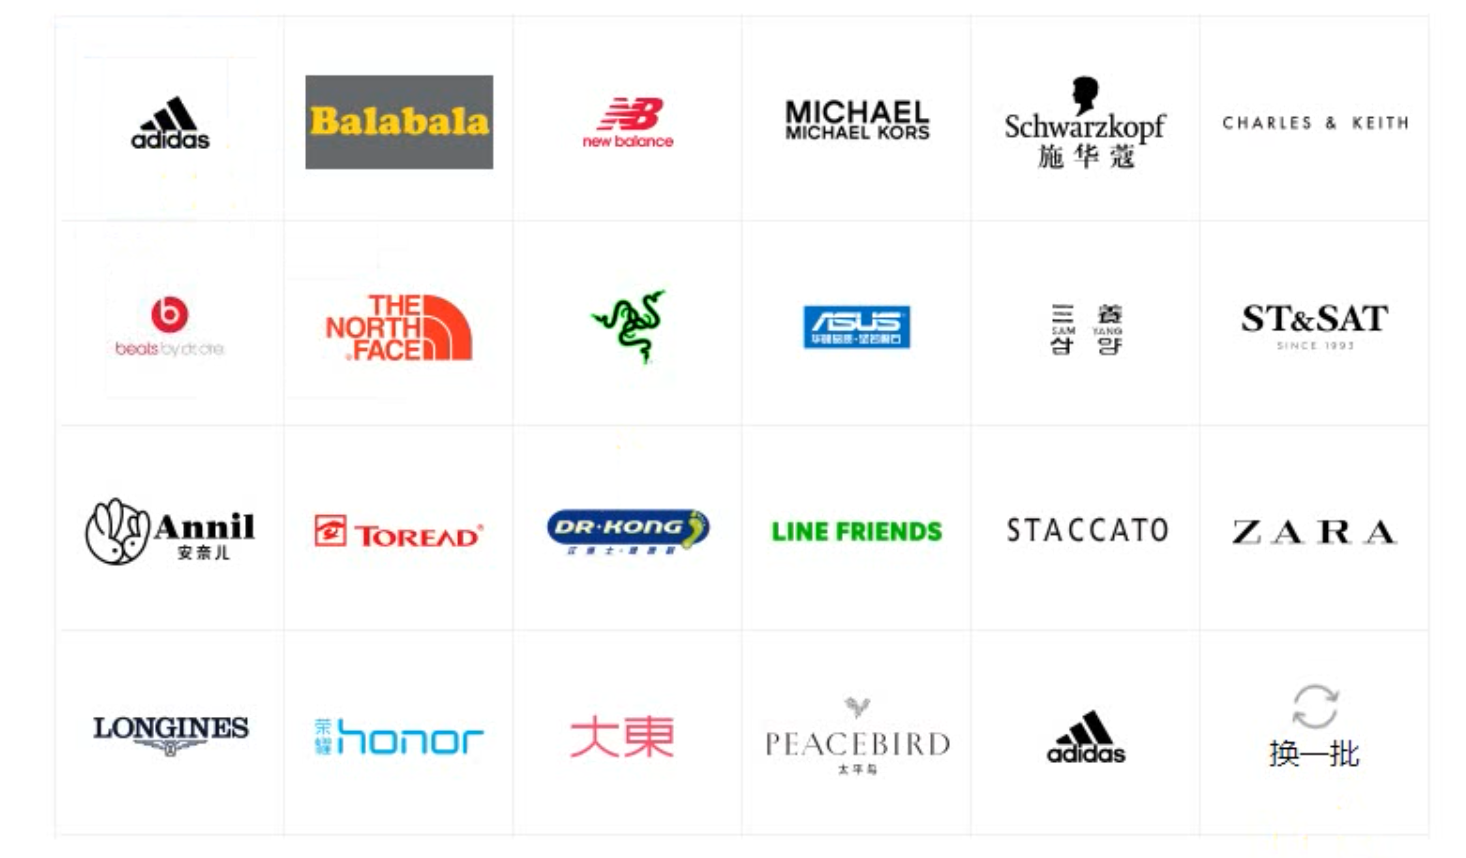 adidas
Balabala
new balance
MICHAEL
MICHAEL KORS
Schwarzkopf
施华蔻
CHARLES & KEITH
beats by dr. dre
THE
NORTH
FACE
ASUS
华硕品质·坚若磐石
三養
SAM YANG
삼양
ST&SAT
SINCE 1993
Annil
安奈儿
TOREAD®
DR·KONG
江博士·健康鞋
LINE FRIENDS
STACCATO
ZARA
LONGINES
荣耀
honor
大東
PEACEBIRD
太平鸟
adidas
换一批